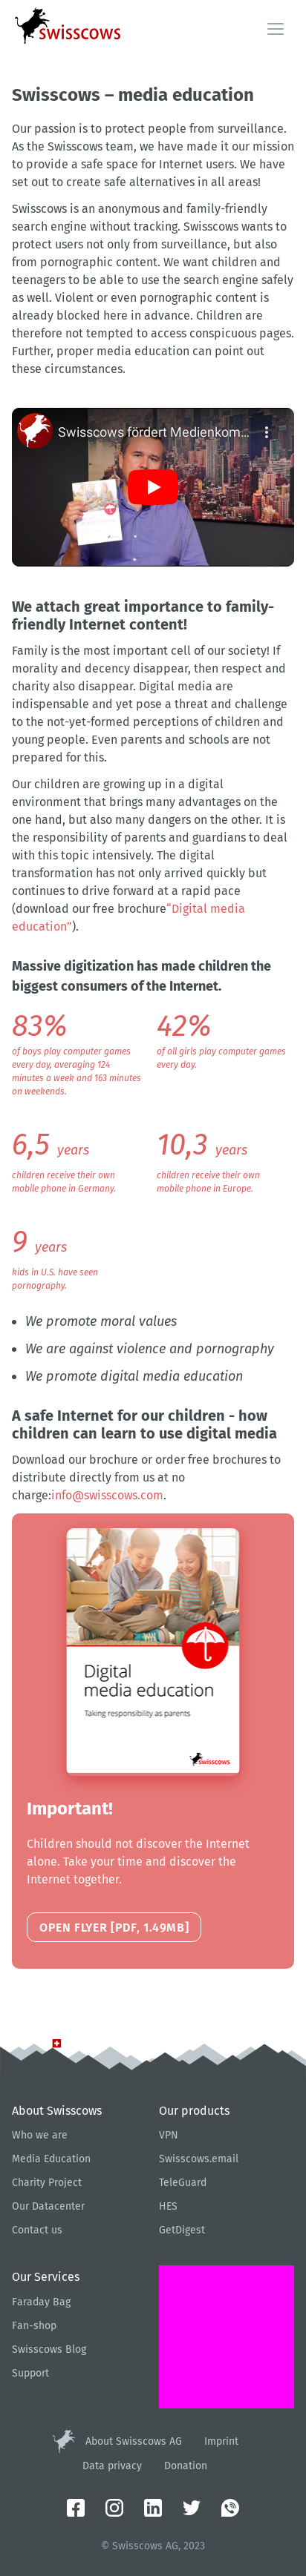 swisscows
Swisscows – media education
Our passion is to protect people from surveillance.
As the Swisscows team, we have made it our mission
to provide a safe space for Internet users. We have
set out to create safe alternatives in all areas!
Swisscows is an anonymous and family-friendly
search engine without tracking. Swisscows wants to
protect users not only from surveillance, but also
from pornographic content. We want children and
teenagers to be able to use the search engine safely
as well. Violent or even pornographic content is
already blocked here in advance. Children are
therefore not tempted to access conspicuous pages.
Further, proper media education can point out
these circumstances.
Swisscows fördert Medienkom...
We attach great importance to family-
friendly Internet content!
Family is the most important cell of our society! If
morality and decency disappear, then respect and
charity also disappear. Digital media are
indispensable and yet pose a threat and challenge
to the not-yet-formed perceptions of children and
young people. Even parents and schools are not
prepared for this.
Our children are growing up in a digital
environment that brings many advantages on the
one hand, but also many dangers on the other. It is
the responsibility of parents and guardians to deal
with this topic intensively. The digital
transformation has not only arrived quickly but
continues to drive forward at a rapid pace
(download our free brochure“Digital media
education”).
Massive digitization has made children the
biggest consumers of the Internet.
83%
of boys play computer games
every day, averaging 124
minutes a week and 163 minutes
on weekends.
42%
of all girls play computer games
every day.
6,5 years
children receive their own
mobile phone in Germany.
10,3 years
children receive their own
mobile phone in Europe.
9 years
kids in U.S. have seen
pornography.
• We promote moral values
• We are against violence and pornography
• We promote digital media education
A safe Internet for our children - how
children can learn to use digital media
Download our brochure or order free brochures to
distribute directly from us at no
charge:info@swisscows.com.
Digital
media education
Taking responsibility as parents
swisscows
Important!
Children should not discover the Internet
alone. Take your time and discover the
Internet together.
OPEN FLYER [PDF, 1.49MB]
About Swisscows
Who we are
Media Education
Charity Project
Our Datacenter
Contact us
Our products
VPN
Swisscows.email
TeleGuard
HES
GetDigest
Our Services
Faraday Bag
Fan-shop
Swisscows Blog
Support
About Swisscows AG
Imprint
Data privacy
Donation
© Swisscows AG, 2023